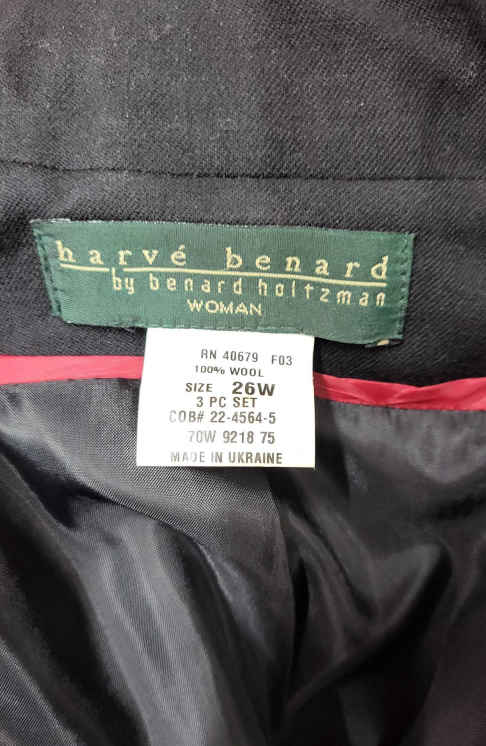 harvé benard
by benard holtzman
WOMAN
RN 40679 F03
100% WOOL
SIZE 26W
3 PC SET
COB# 22-4564-5
70W 9218 75
MADE IN UKRAINE